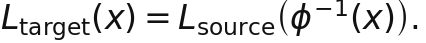 L_target(x) = L_source(ϕ⁻¹(x)).